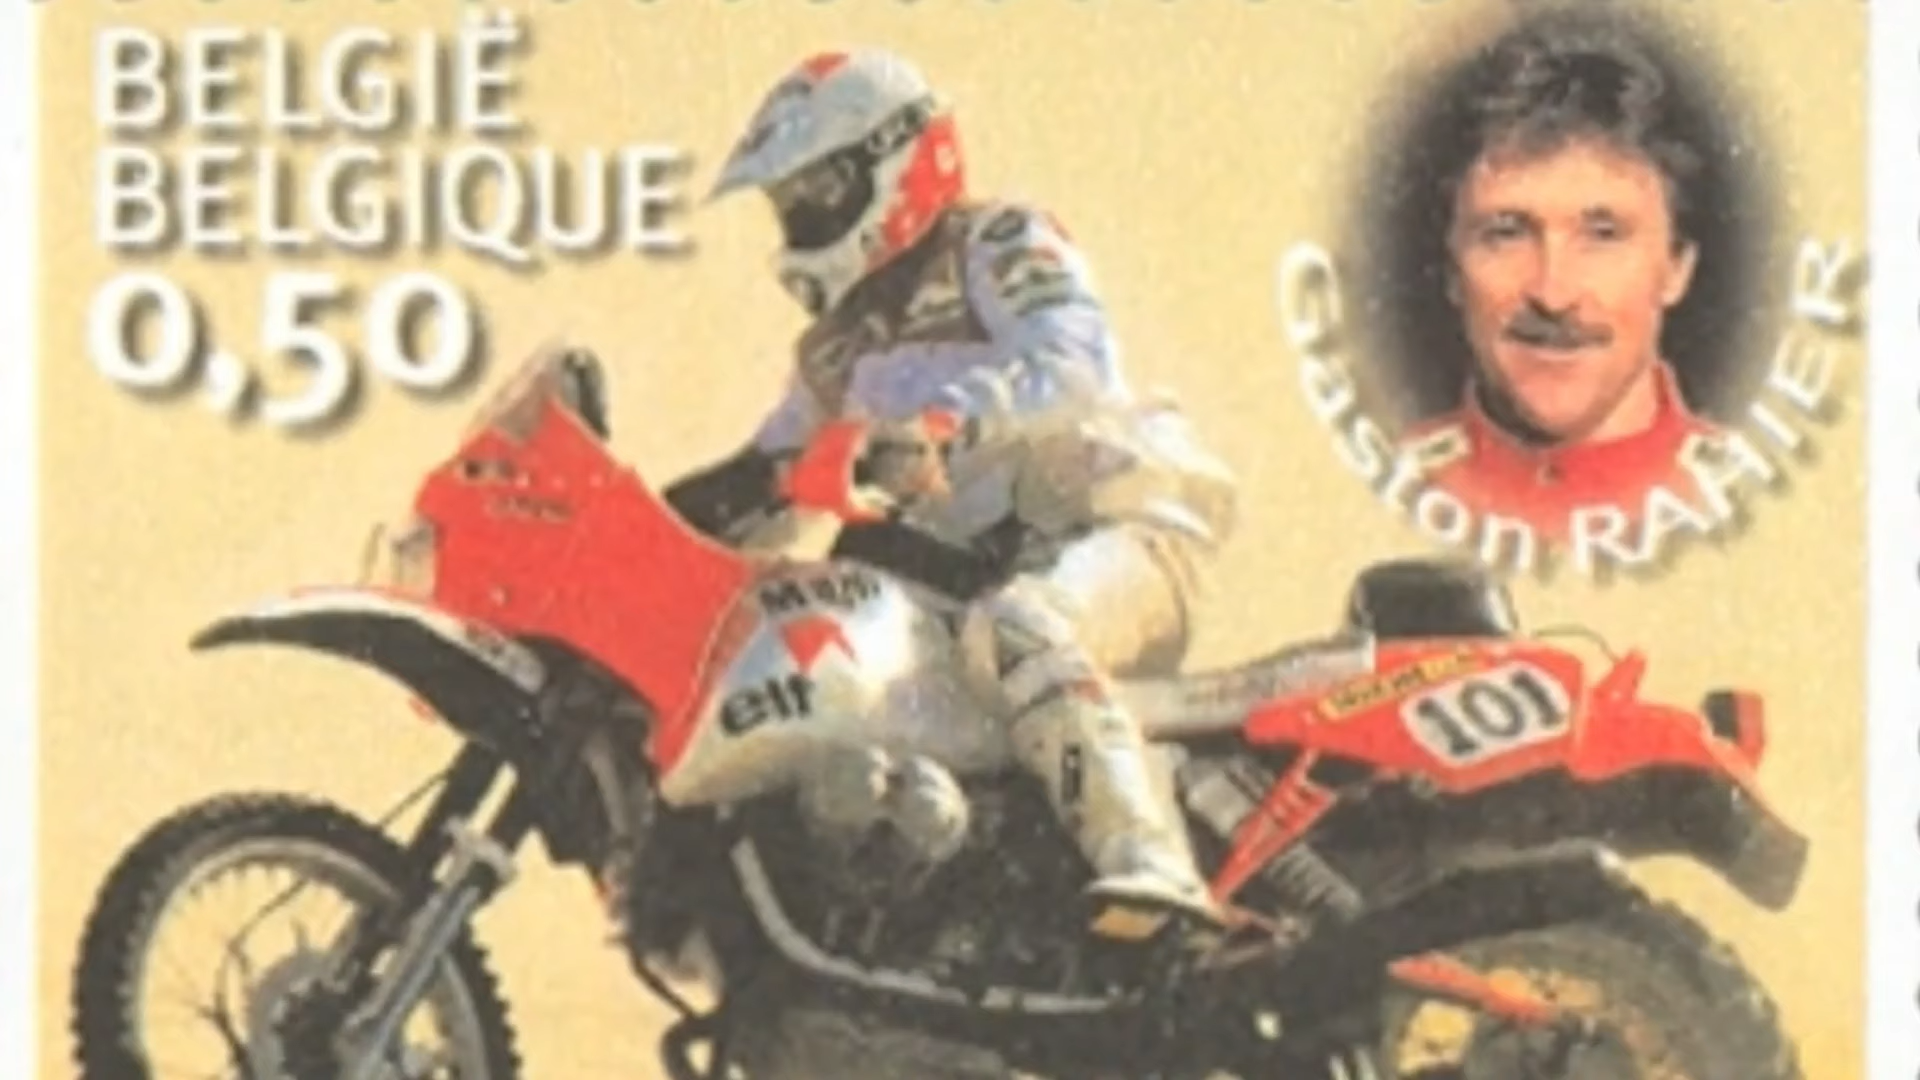 BELGIË
BELGIQUE
0,50
Gaston RAHIER
elf
101